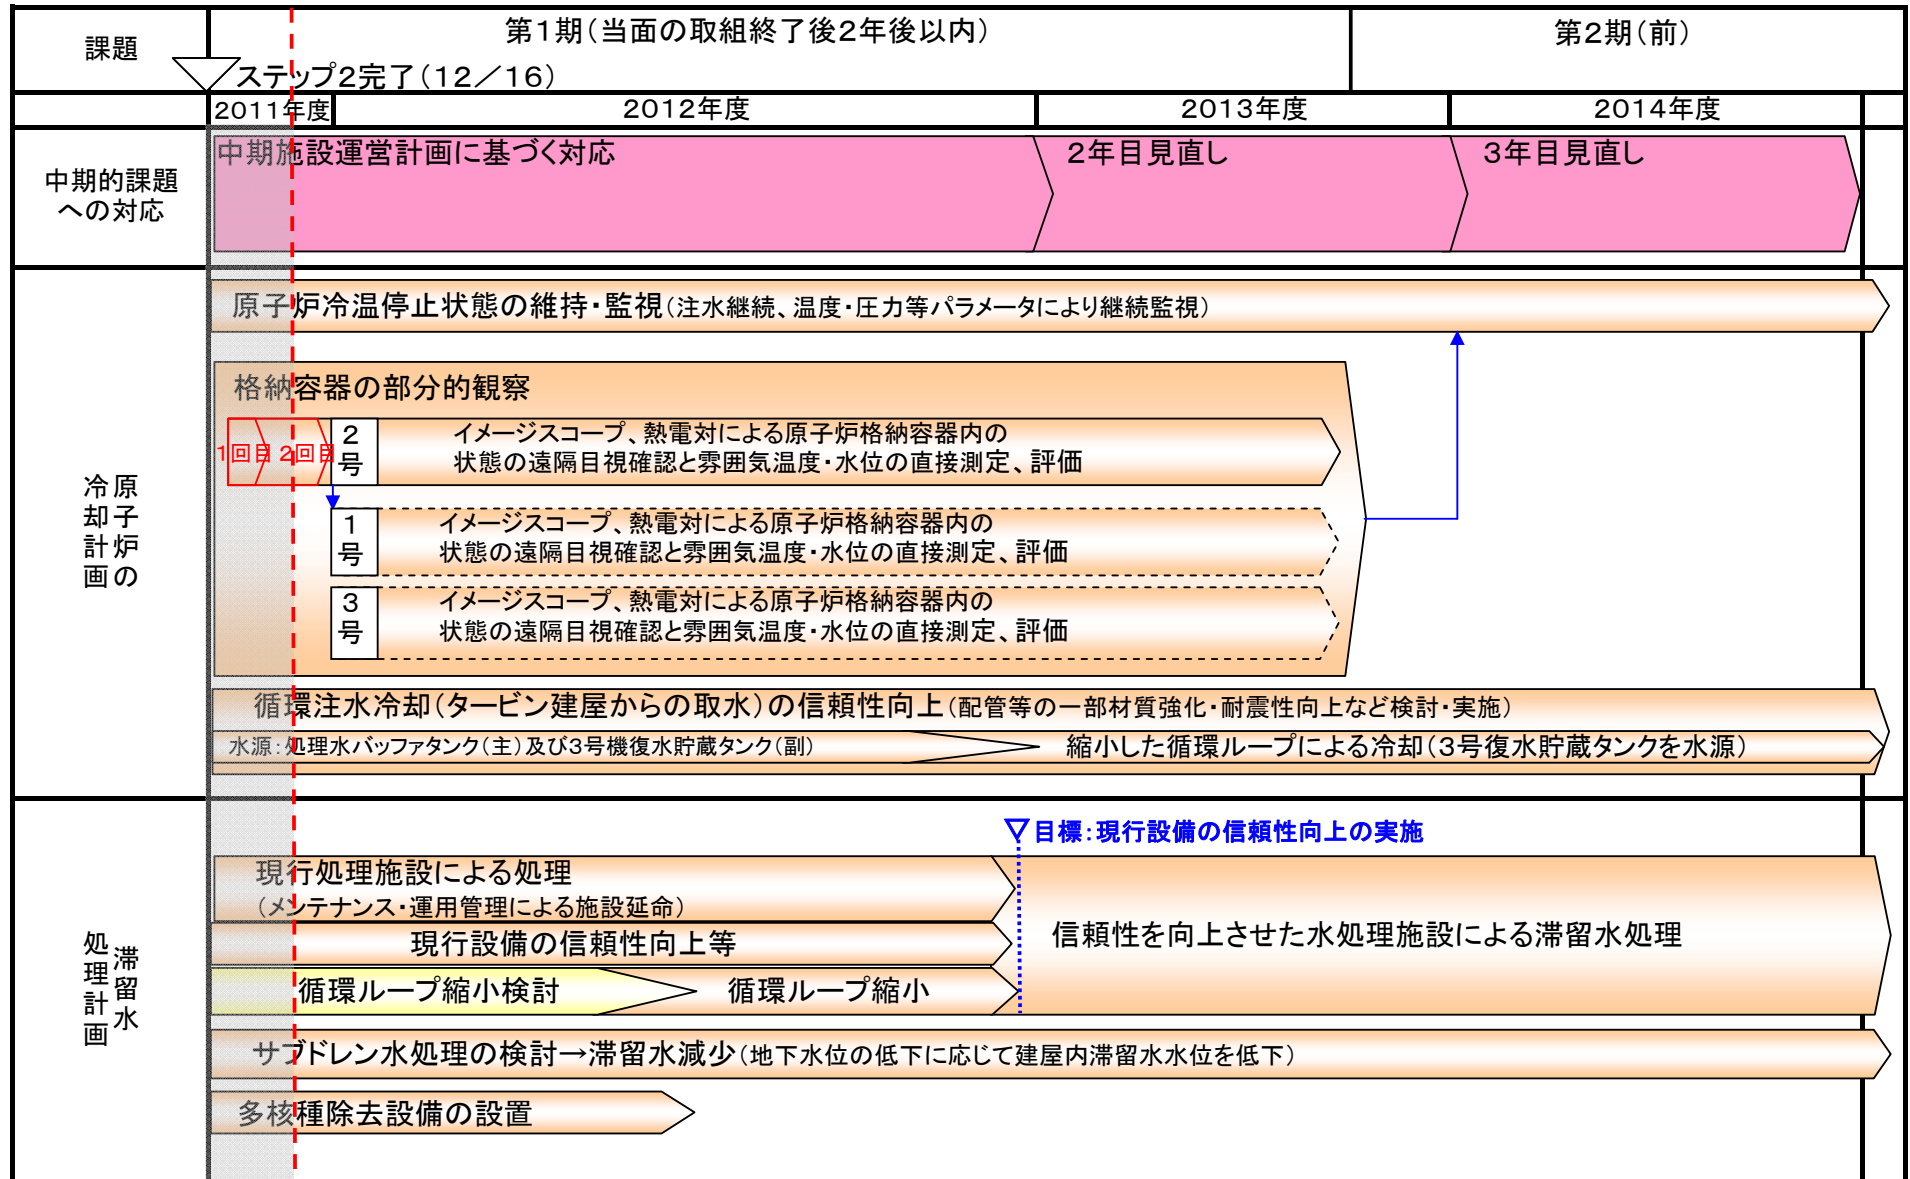 課題
第1期(当面の取組終了後2年後以内)
第2期(前)
ステップ2完了(12/16)
2011年度
2012年度
2013年度
2014年度
中期的課題
への対応
中期施設運営計画に基づく対応
2年目見直し
3年目見直し
原子炉の
冷却計画
原子炉冷温停止状態の維持・監視(注水継続、温度・圧力等パラメータにより継続監視)
格納容器の部分的観察
1回目
2回目
2号
イメージスコープ、熱電対による原子炉格納容器内の
状態の遠隔目視確認と雰囲気温度・水位の直接測定、評価
1号
イメージスコープ、熱電対による原子炉格納容器内の
状態の遠隔目視確認と雰囲気温度・水位の直接測定、評価
3号
イメージスコープ、熱電対による原子炉格納容器内の
状態の遠隔目視確認と雰囲気温度・水位の直接測定、評価
循環注水冷却(タービン建屋からの取水)の信頼性向上(配管等の一部材質強化・耐震性向上など検討・実施)
水源:処理水バッファタンク(主)及び3号機復水貯蔵タンク(副)
縮小した循環ループによる冷却(3号復水貯蔵タンクを水源)
滞留水
処理計画
▽目標:現行設備の信頼性向上の実施
現行処理施設による処理
(メンテナンス・運用管理による施設延命)
現行設備の信頼性向上等
循環ループ縮小検討
循環ループ縮小
信頼性を向上させた水処理施設による滞留水処理
サブドレン水処理の検討→滞留水減少(地下水位の低下に応じて建屋内滞留水水位を低下)
多核種除去設備の設置